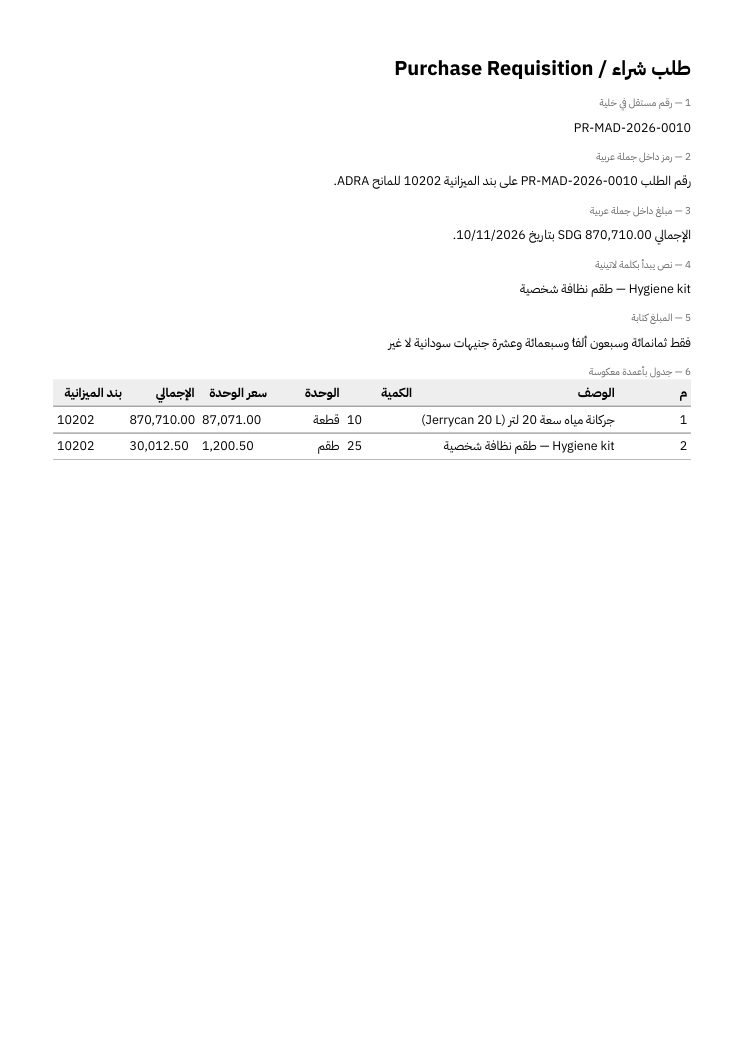 طلب شراء / Purchase Requisition
1 — رقم مستقل في خلية
PR-MAD-2026-0010
2 — رمز داخل جملة عربية
رقم الطلب PR-MAD-2026-0010 على بند الميزانية 10202 للمانح ADRA.
3 — مبلغ داخل جملة عربية
الإجمالي SDG 870,710.00 بتاريخ 10/11/2026.
4 — نص يبدأ بكلمة لاتينية
Hygiene kit — طقم نظافة شخصية
5 — المبلغ كتابة
فقط ثمانمائة وسبعون ألفا وسبعمائة وعشرة جنيهات سودانية لا غير
6 — جدول بأعمدة معكوسة
م الوصف الكمية الوحدة سعر الوحدة الإجمالي بند الميزانية
1 جركانة مياه سعة 20 لتر (Jerrycan 20 L) 10 قطعة 87,071.00 870,710.00 10202
2 Hygiene kit — طقم نظافة شخصية 25 طقم 1,200.50 30,012.50 10202